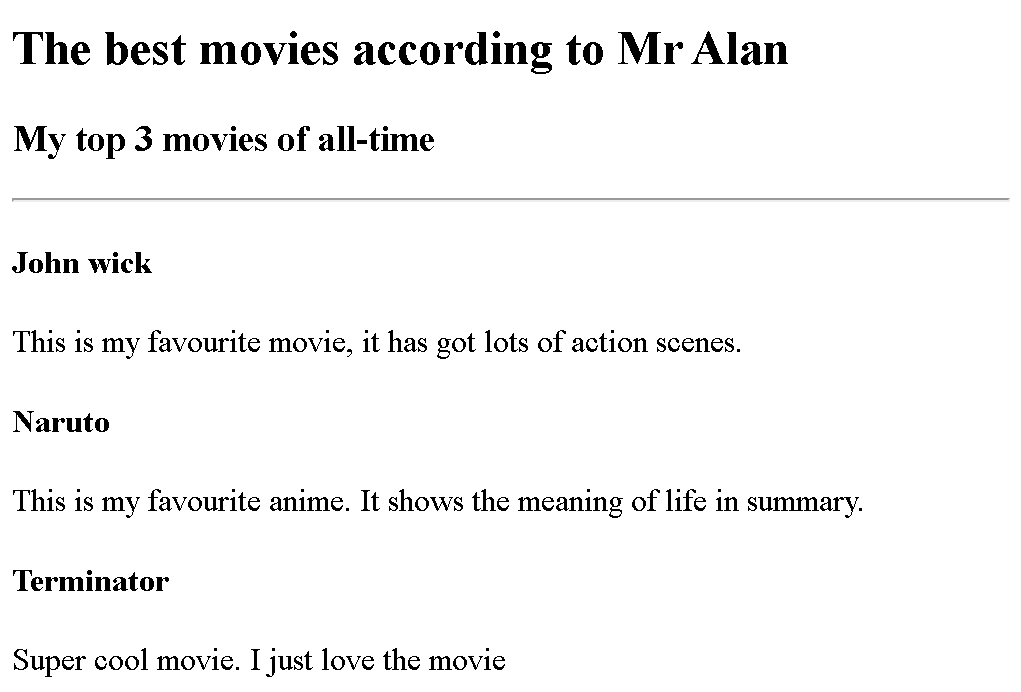 The best movies according to Mr Alan
My top 3 movies of all-time
John wick
This is my favourite movie, it has got lots of action scenes.
Naruto
This is my favourite anime. It shows the meaning of life in summary.
Terminator
Super cool movie. I just love the movie